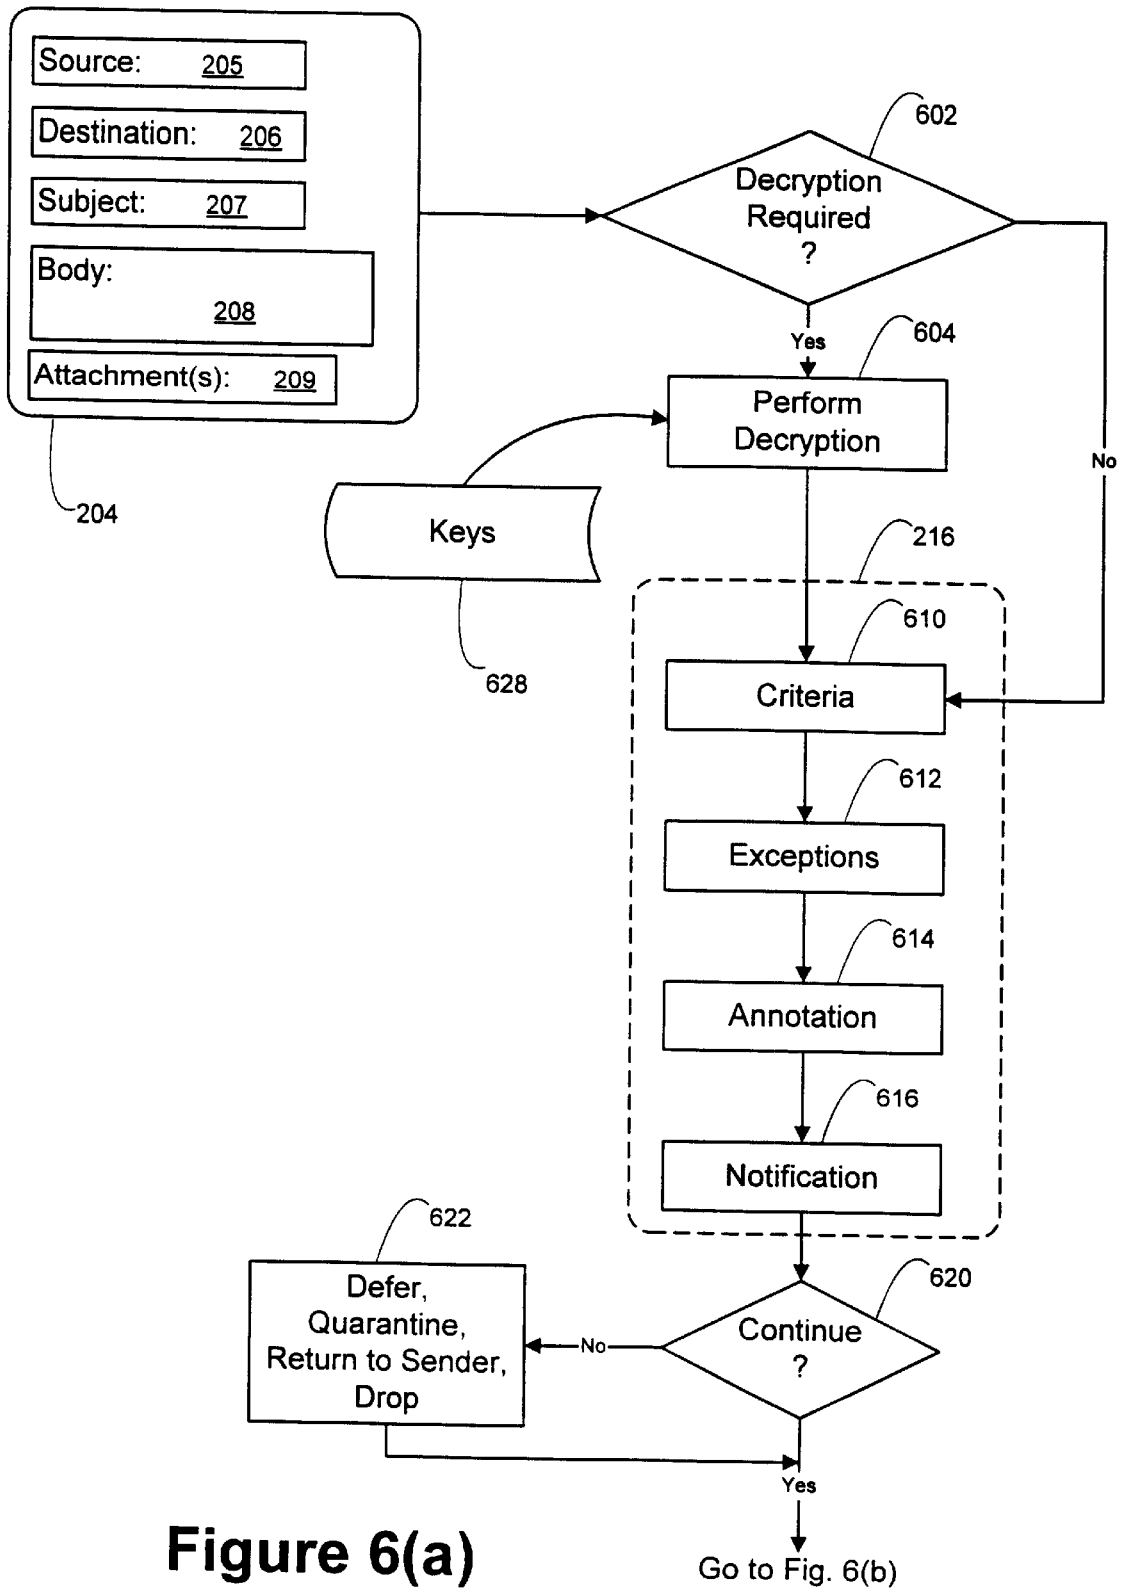 Source: 205
Destination: 206
Subject: 207
Body:
208
Attachment(s): 209
204
602
Decryption
Required
?
Yes
604
Perform
Decryption
No
Keys
628
216
610
Criteria
612
Exceptions
614
Annotation
616
Notification
622
Defer,
Quarantine,
Return to Sender,
Drop
No
620
Continue
?
Yes
Go to Fig. 6(b)
Figure 6(a)